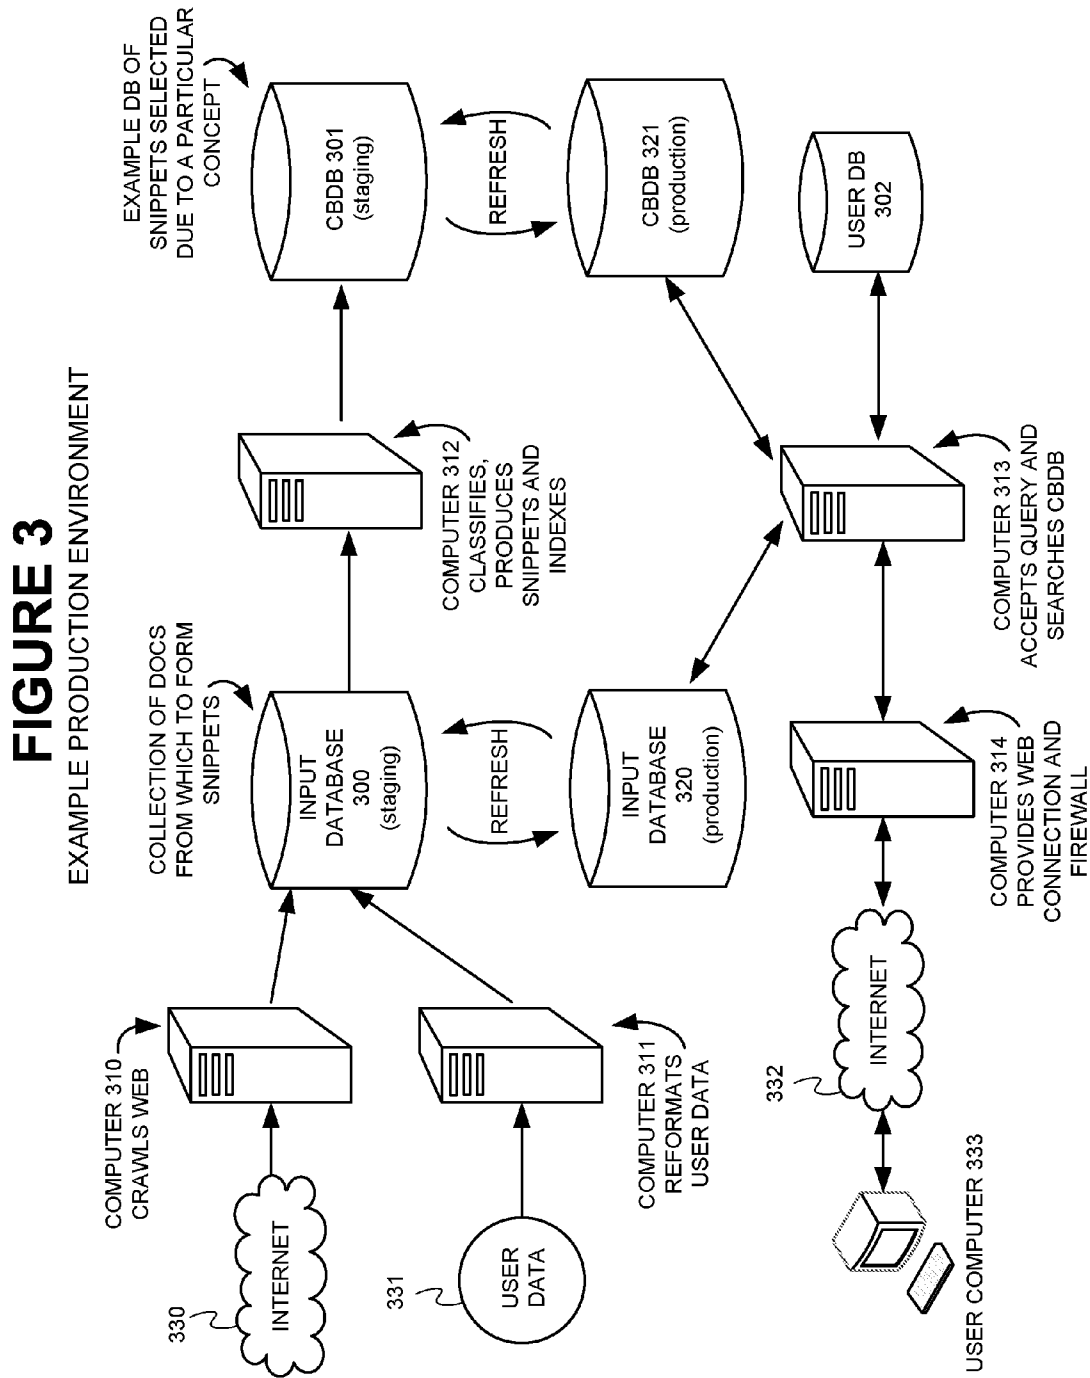 FIGURE 3
EXAMPLE PRODUCTION ENVIRONMENT
330
INTERNET
COMPUTER 310
CRAWLS WEB
331
USER
DATA
COMPUTER 311
REFORMATS
USER DATA
COLLECTION OF DOCS
FROM WHICH TO FORM
SNIPPETS
INPUT
DATABASE
300
(staging)
REFRESH
INPUT
DATABASE
320
(production)
COMPUTER 312
CLASSIFIES,
PRODUCES
SNIPPETS AND
INDEXES
EXAMPLE DB OF
SNIPPETS SELECTED
DUE TO A PARTICULAR
CONCEPT
CBDB 301
(staging)
REFRESH
CBDB 321
(production)
USER DB
302
USER COMPUTER 333
332
INTERNET
COMPUTER 314
PROVIDES WEB
CONNECTION AND
FIREWALL
COMPUTER 313
ACCEPTS QUERY AND
SEARCHES CBDB